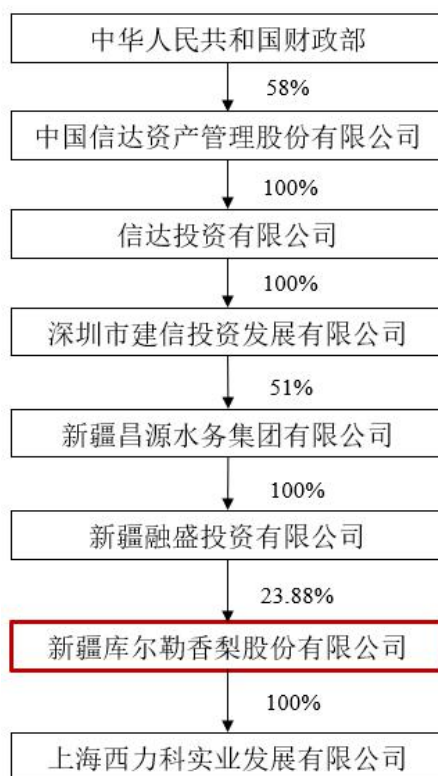 中华人民共和国财政部
58%
中国信达资产管理股份有限公司
100%
信达投资有限公司
100%
深圳市建信投资发展有限公司
51%
新疆昌源水务集团有限公司
100%
新疆融盛投资有限公司
23.88%
新疆库尔勒香梨股份有限公司
100%
上海西力科实业发展有限公司